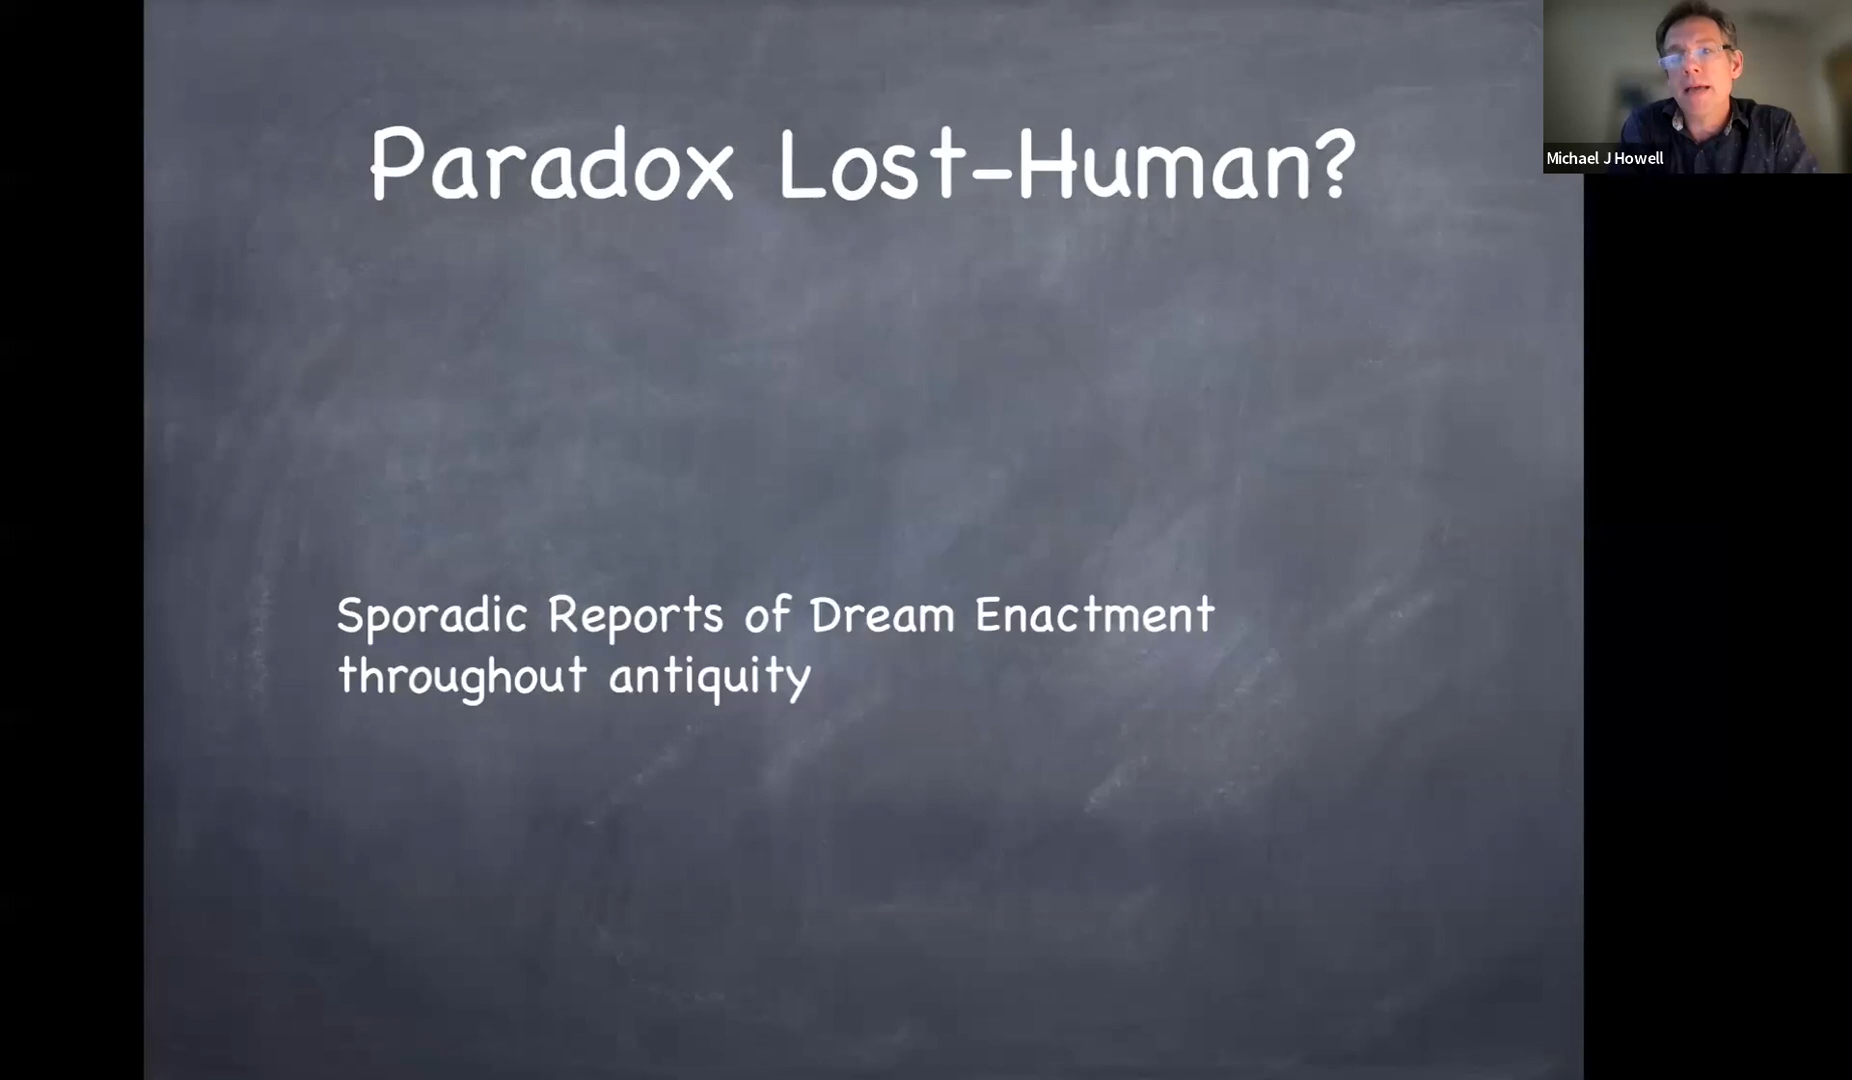 Paradox Lost-Human?
Michael J Howell
Sporadic Reports of Dream Enactment
throughout antiquity